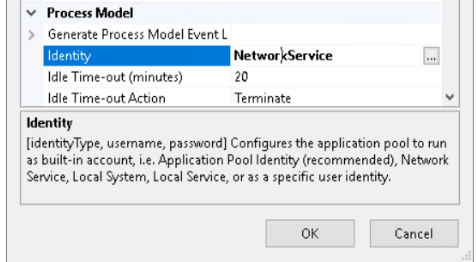 Process Model
Generate Process Model Event L
Identity NetworkService ...
Idle Time-out (minutes) 20
Idle Time-out Action Terminate
Identity
[identityType, username, password] Configures the application pool to run
as built-in account, i.e. Application Pool Identity (recommended), Network
Service, Local System, Local Service, or as a specific user identity.
OK Cancel